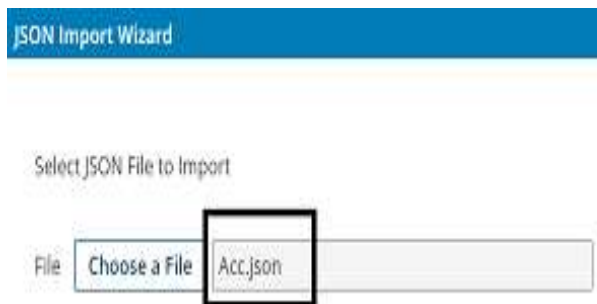 JSON Import Wizard
Select JSON File to Import
File Choose a File Acc.json